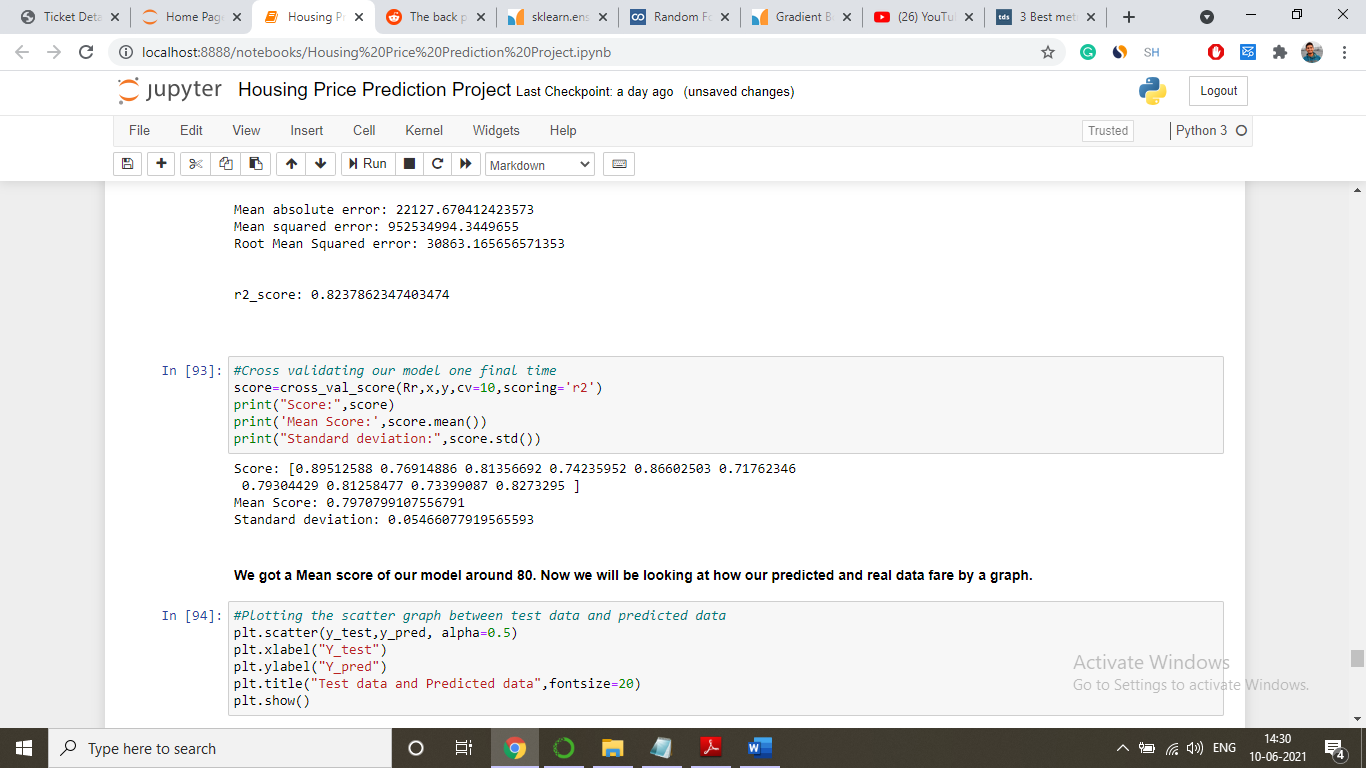 Ticket Deta
Home Pag
Housing P
The back p
sklearn.ens
Random Fo
Gradient B
(26) YouTu
tds 3 Best met
localhost:8888/notebooks/Housing%20Price%20Prediction%20Project.ipynb
SH
jupyter Housing Price Prediction Project Last Checkpoint: a day ago (unsaved changes)
Logout
File Edit View Insert Cell Kernel Widgets Help
Trusted
Python 3
Run
Markdown
Mean absolute error: 22127.670412423573
Mean squared error: 952534994.3449655
Root Mean Squared error: 30863.165656571353
r2_score: 0.8237862347403474
In [93]: #Cross validating our model one final time
score=cross_val_score(Rr,x,y,cv=10,scoring='r2')
print("Score:",score)
print('Mean Score:',score.mean())
print("Standard deviation:",score.std())
Score: [0.89512588 0.76914886 0.81356692 0.74235952 0.86602503 0.71762346
0.79304429 0.81258477 0.73399087 0.8273295 ]
Mean Score: 0.7970799107556791
Standard deviation: 0.05466077919565593
We got a Mean score of our model around 80. Now we will be looking at how our predicted and real data fare by a graph.
In [94]: #Plotting the scatter graph between test data and predicted data
plt.scatter(y_test,y_pred, alpha=0.5)
plt.xlabel("Y_test")
plt.ylabel("Y_pred")
plt.title("Test data and Predicted data",fontsize=20)
plt.show()
Activate Windows
Go to Settings to activate Windows.
Type here to search
ENG
14:30
10-06-2021
4